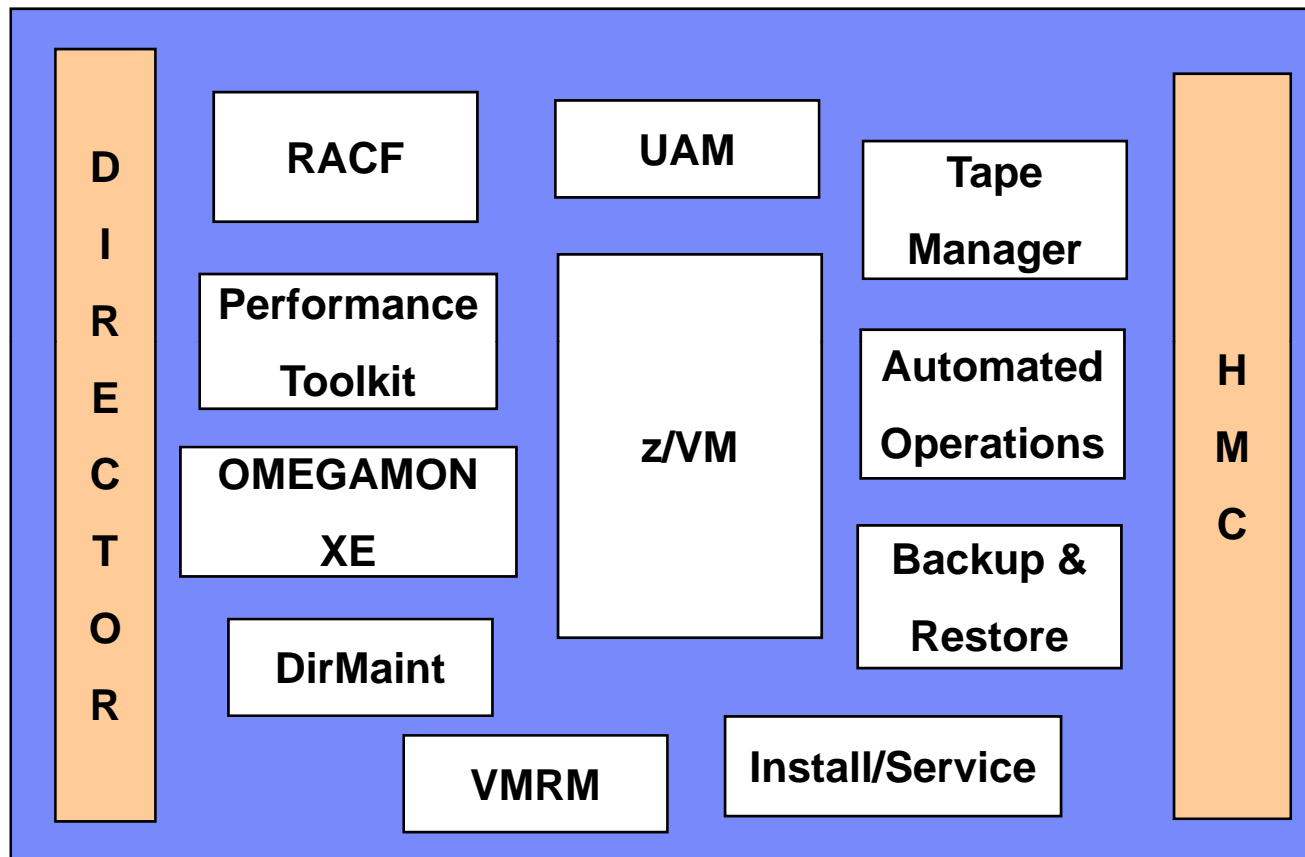 D
I
R
E
C
T
O
R
RACF
UAM
Tape
Manager
Performance
Toolkit
z/VM
Automated
Operations
OMEGAMON
XE
Backup &
Restore
DirMaint
VMRM
Install/Service
H
M
C